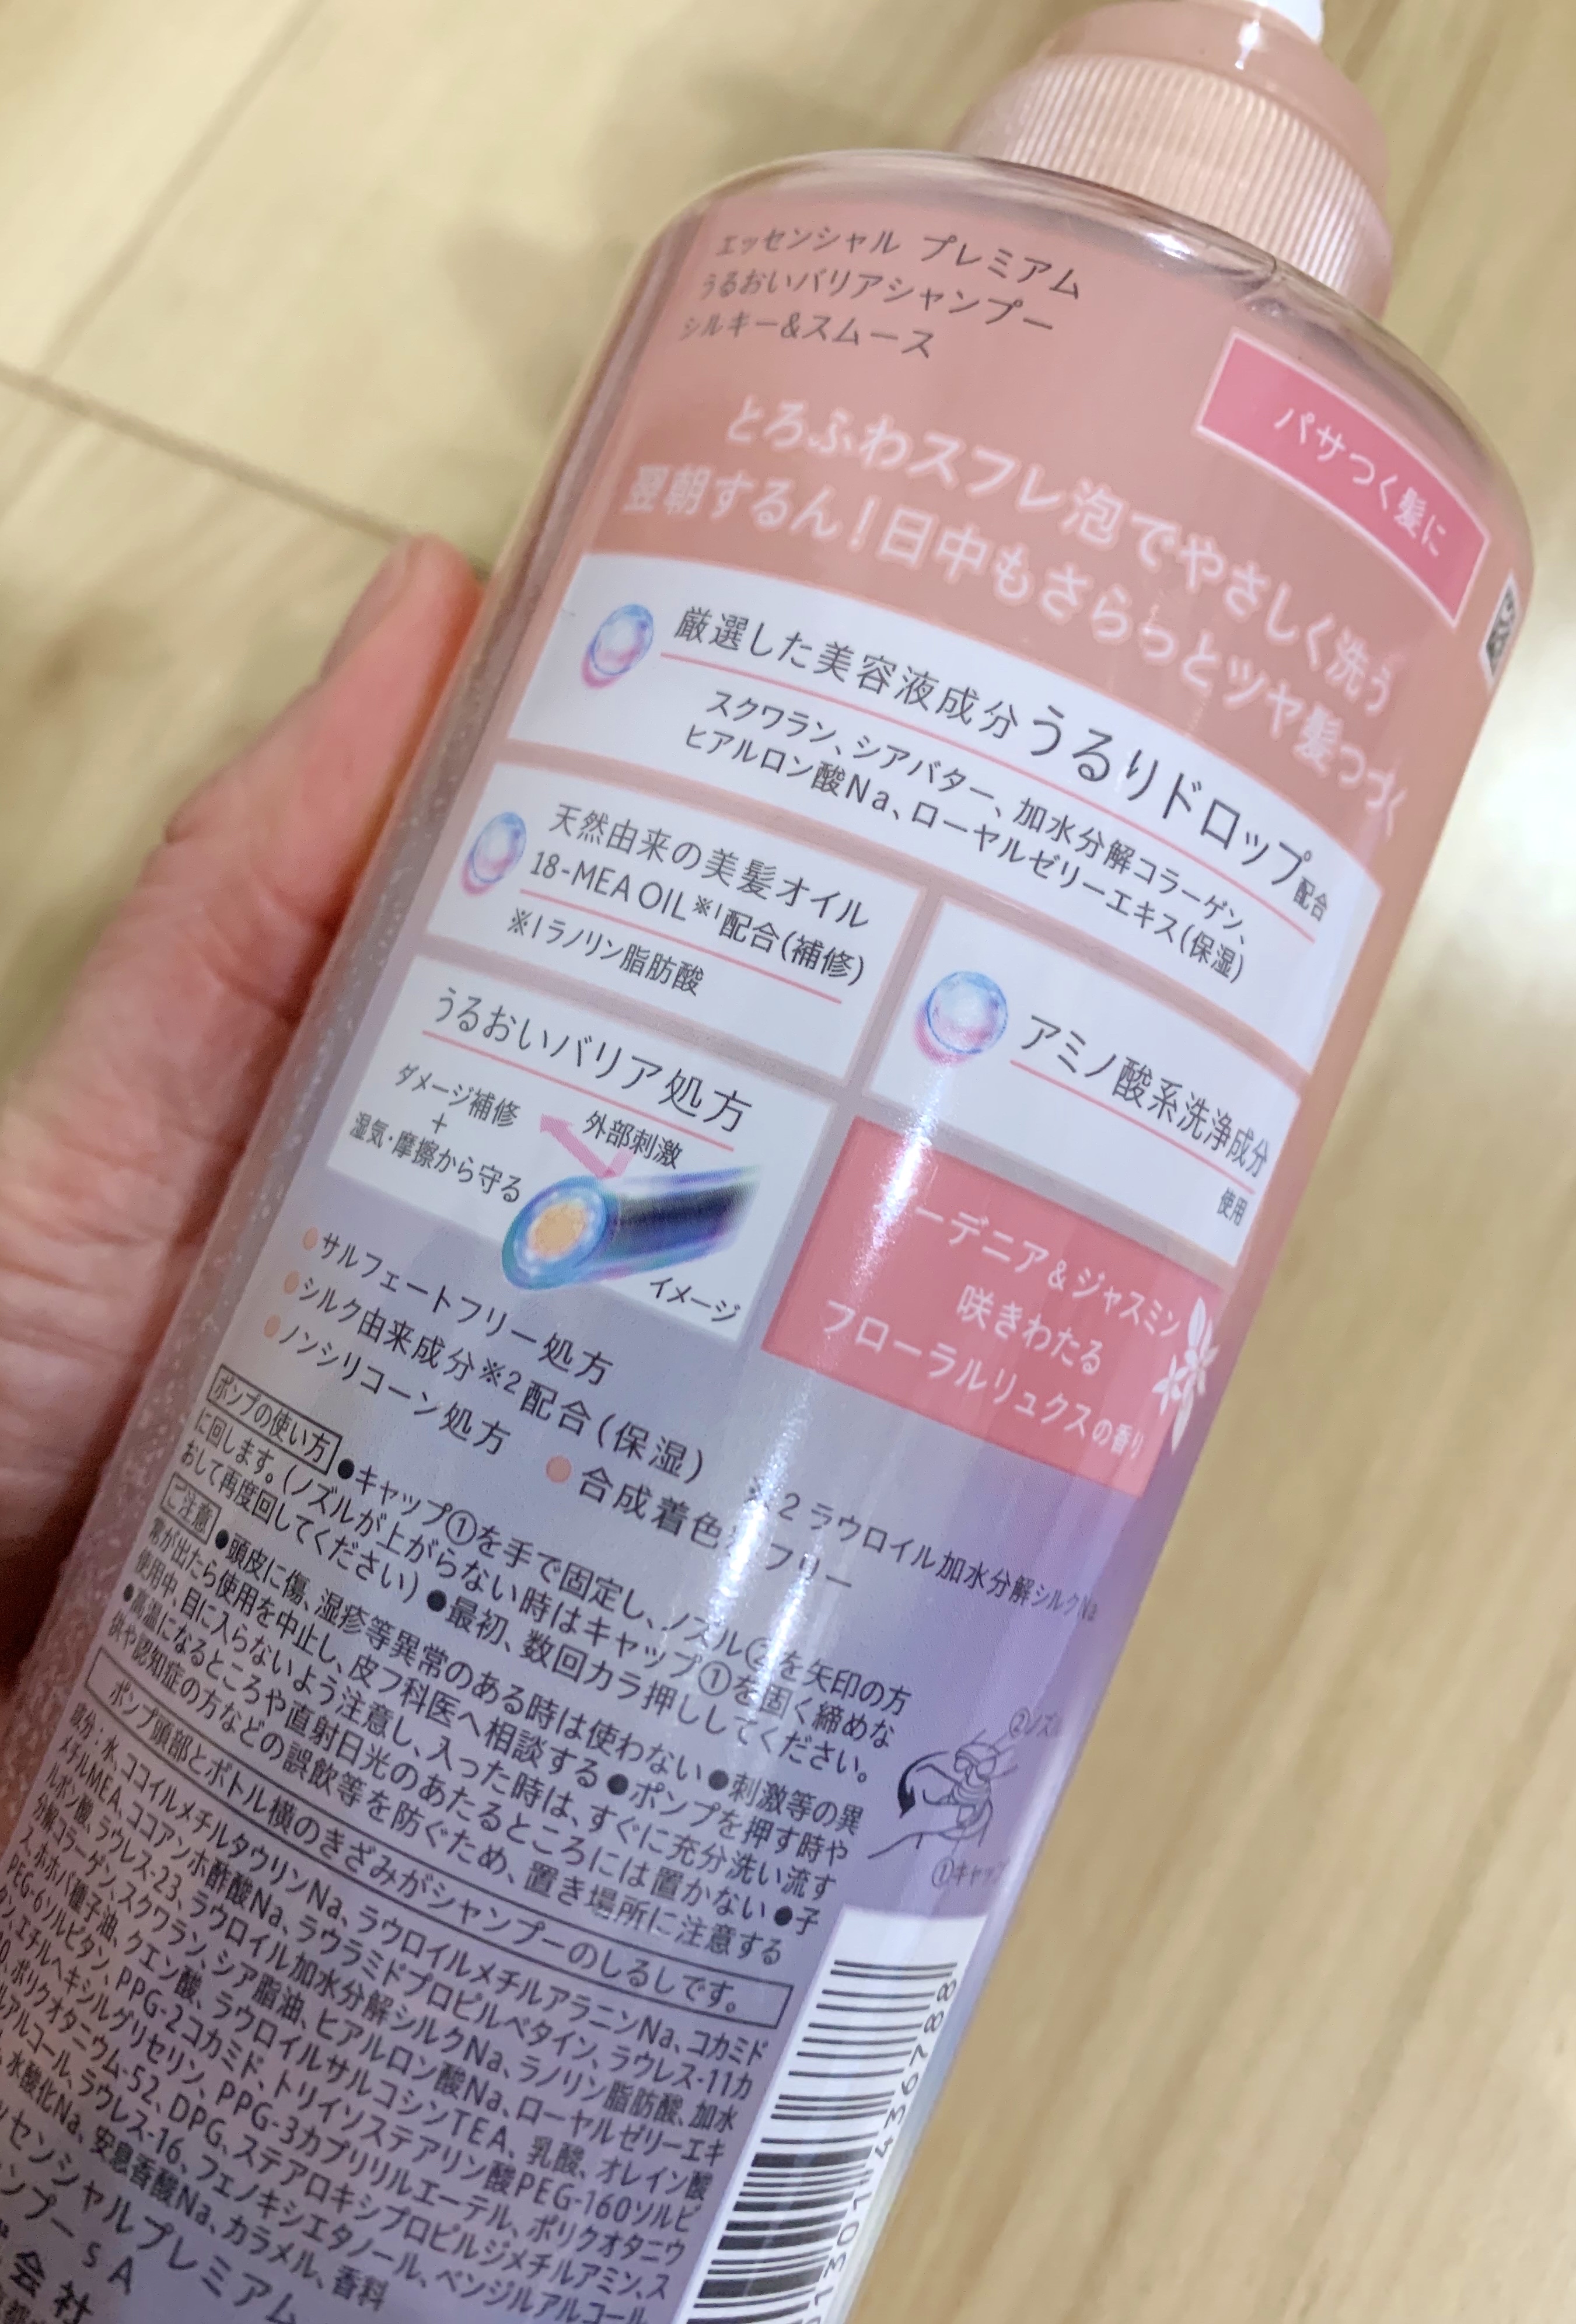 エッセンシャル プレミアム
うるおいバリアシャンプー
シルキー&スムース
パサつく髪に
とろふわスフレ泡でやさしく洗う
翌朝するん!日中もさらっとツヤ髪つづく
厳選した美容液成分うるりドロップ配合
スクワラン、シアバター、加水分解コラーゲン、
ヒアルロン酸Na、ローヤルゼリーエキス(保湿)
天然由来の美髪オイル
18-MEA OIL※1配合(補修)
※1ラノリン脂肪酸
アミノ酸系洗浄成分
使用
うるおいバリア処方
ダメージ補修
+
湿気・摩擦から守る
外部刺激
イメージ
ーデニア&ジャスミン
咲きわたる
フローラルリュクスの香り
●サルフェートフリー処方
●シルク由来成分※2配合(保湿)
●ノンシリコーン処方 ●合成着色 フリー
※2 ラウロイル加水分解シルクNa
ポンプの使い方 ●キャップ①を手で固定し、ノズル②を矢印の方
に回します。(ノズルが上がらない時はキャップ①を固く締めな
おして再度回してください) ●最初、数回カラ押ししてください。
ご注意 ●頭皮に傷、湿疹等異常のある時は使わない ●刺激等の異
常が出たら使用を中止し、皮フ科医へ相談する ●ポンプを押す時や
使用中、目に入らないよう注意し、入った時は、すぐに充分洗い流す
●高温になるところや直射日光のあたるところには置かない ●子
供や認知症の方などの誤飲等を防ぐため、置き場所に注意する
②ノズル
①キャップ
ポンプ頭部とボトル横のきざみがシャンプーのしるしです。
成分:水、ココイルメチルタウリンNa、ラウロイルメチルアラニンNa、コカミド
メチルMEA、ココアンホ酢酸Na、ラウラミドプロピルベタイン、ラウレス-11カ
ルボン酸、ラウレス-23、ラウロイル加水分解シルクNa、ラノリン脂肪酸、加水
分解コラーゲン、スクワラン、シア脂油、ヒアルロン酸Na、ローヤルゼリーエキ
ス、ホホバ種子油、クエン酸、ラウロイルサルコシンTEA、乳酸、オレイン酸
PEG-6ソルビタン、PPG-2コカミド、トリイソステアリン酸PEG-160ソルビ
タン、エチルヘキシルグリセリン、PPG-3カプリリルエーテル、ポリクオタニウ
ポリクオタニウム-52、DPG、ステアロキシプロピルジメチルアミン、ス
アルコール、ラウレス-16、フェノキシエタノール、ベンジルアルコール
水酸化Na、安息香酸Na、カラメル、香料
ッセンシャルプレミアム
ンプー S A
会社
436788